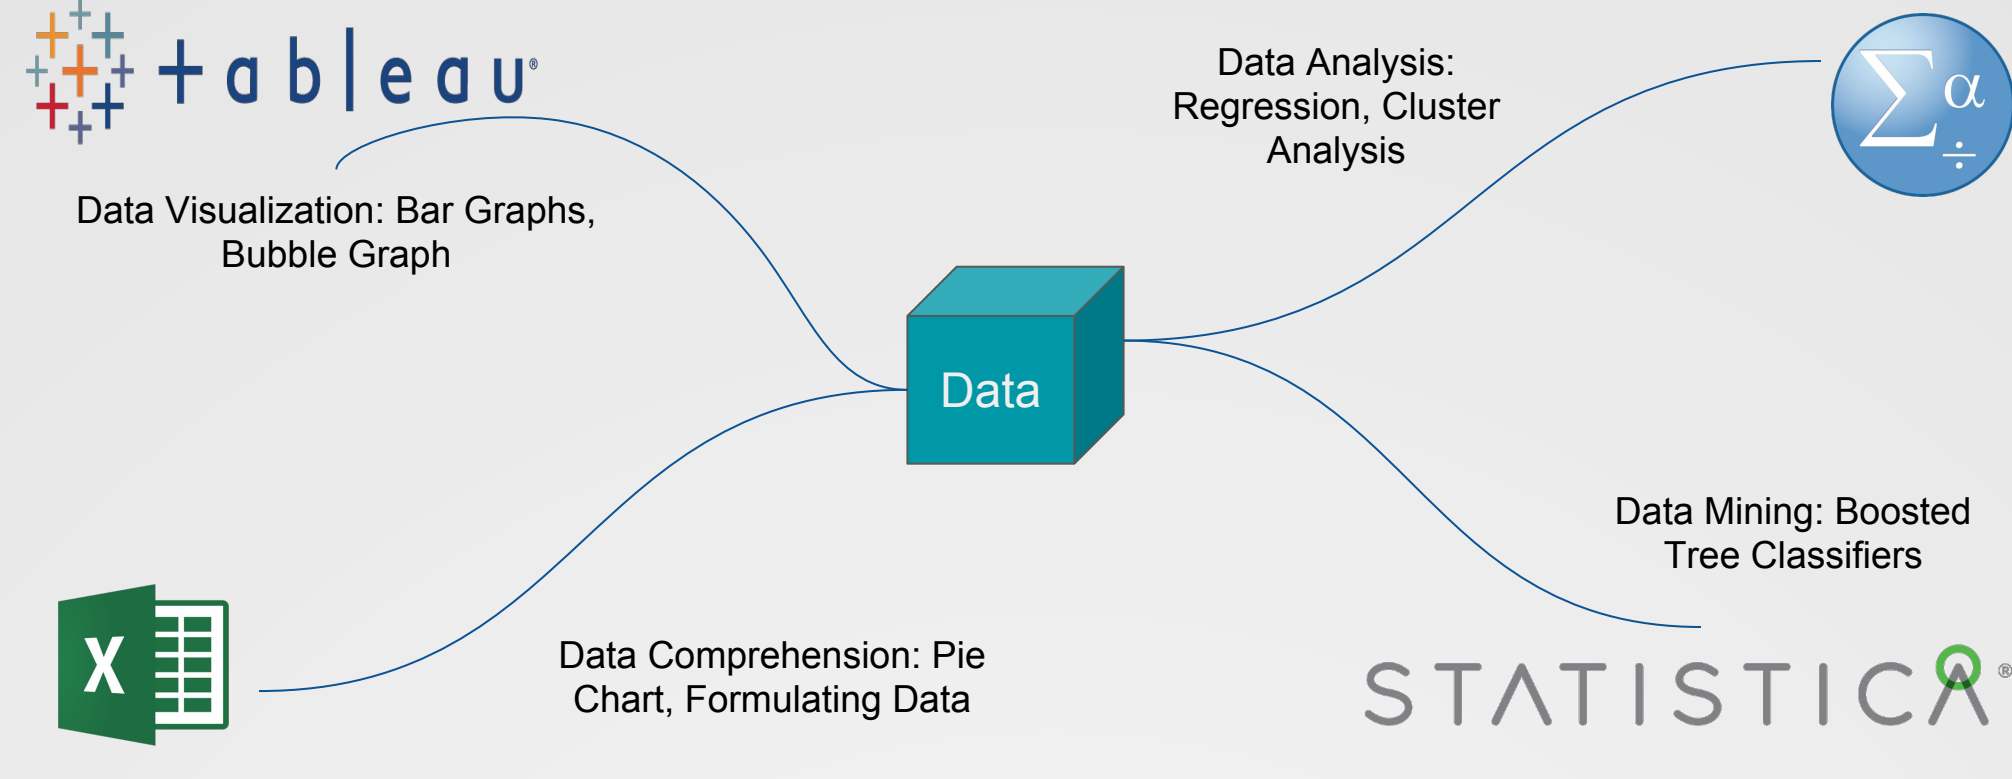 +ableau®
Data Visualization: Bar Graphs,
Bubble Graph
Data Analysis:
Regression, Cluster
Analysis
Σ α
÷
Data
Data Mining: Boosted
Tree Classifiers
X
Data Comprehension: Pie
Chart, Formulating Data
STATISTICA®